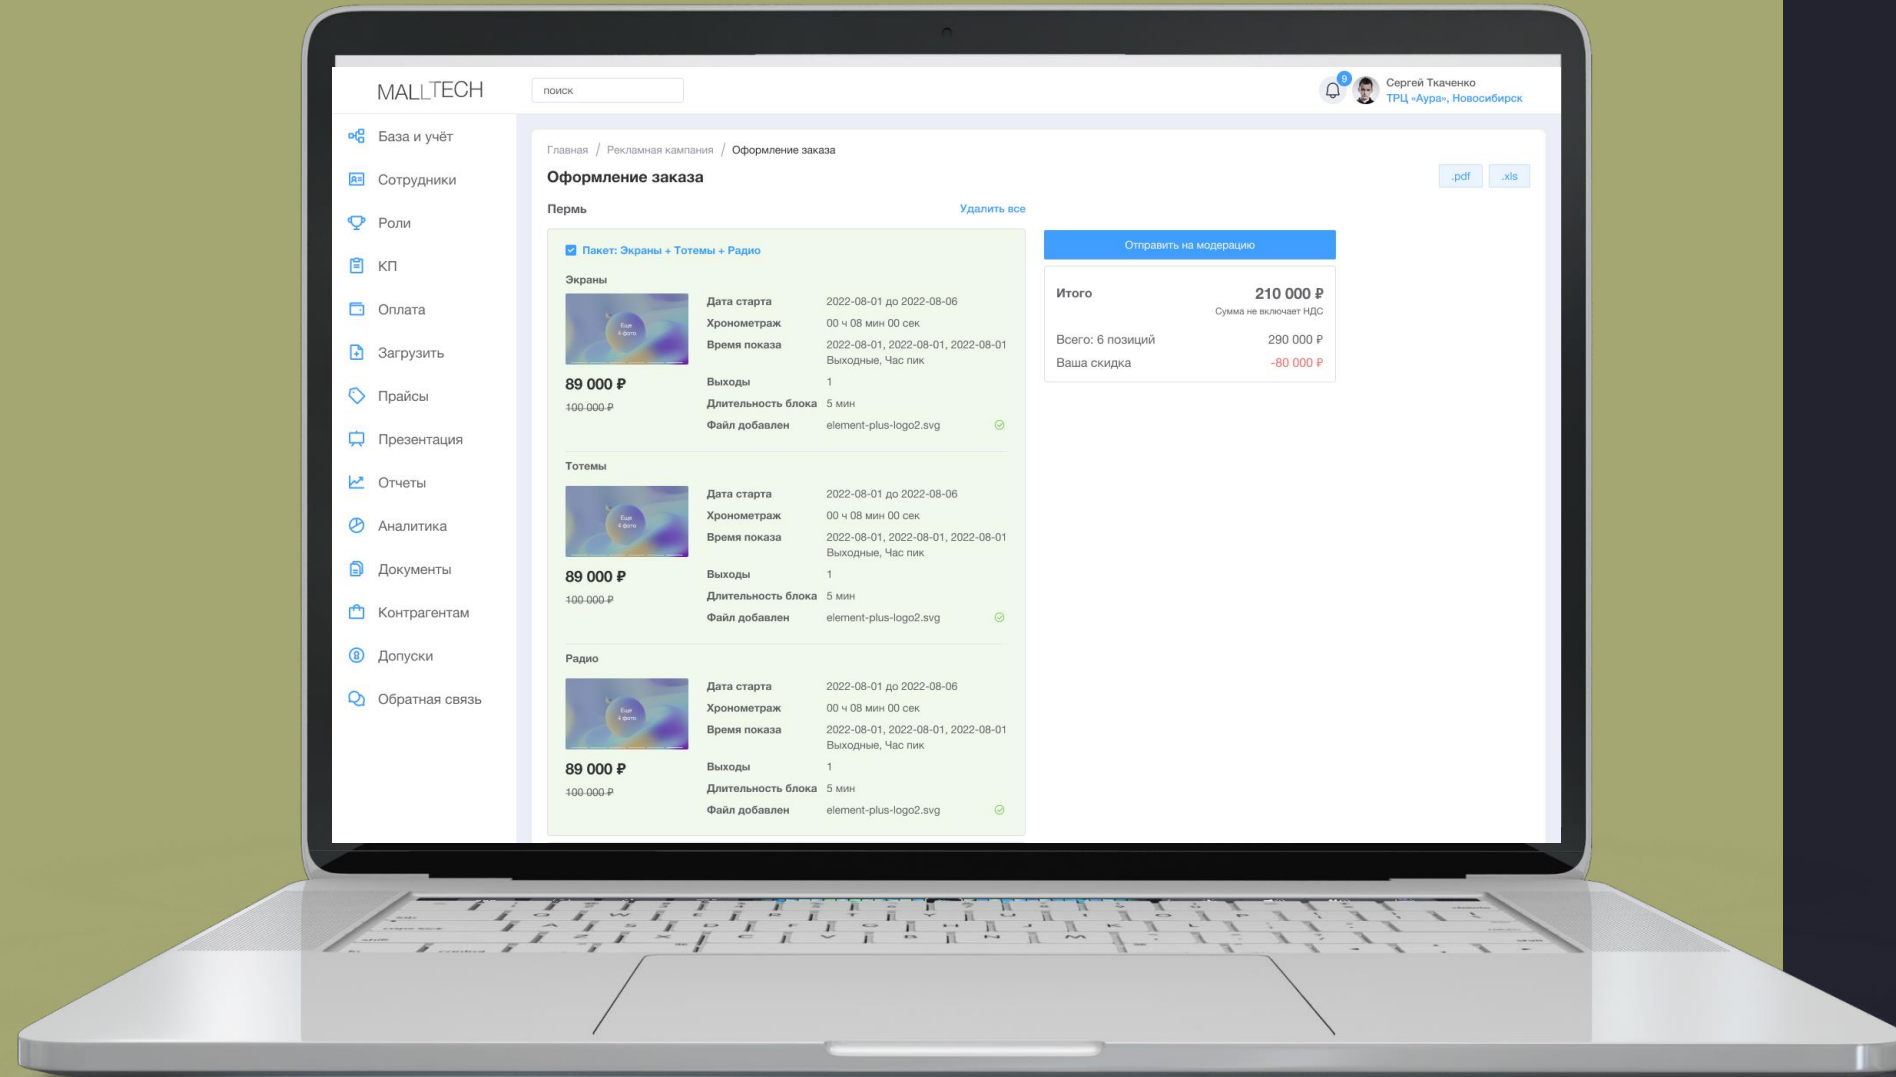 MALLTECH
поиск
9
Сергей Ткаченко
ТРЦ «Аура», Новосибирск
База и учёт
Сотрудники
Роли
КП
Оплата
Загрузить
Прайсы
Презентация
Отчеты
Аналитика
Документы
Контрагентам
Допуски
Обратная связь
Главная / Рекламная кампания / Оформление заказа
Оформление заказа
.pdf .xls
Пермь Удалить все
Пакет: Экраны + Тотемы + Радио
Экраны
Еще
4 фото
89 000 ₽
100 000 ₽
Дата старта 2022-08-01 до 2022-08-06
Хронометраж 00 ч 08 мин 00 сек
Время показа 2022-08-01, 2022-08-01, 2022-08-01
Выходные, Час пик
Выходы 1
Длительность блока 5 мин
Файл добавлен element-plus-logo2.svg
Тотемы
Еще
4 фото
89 000 ₽
100 000 ₽
Дата старта 2022-08-01 до 2022-08-06
Хронометраж 00 ч 08 мин 00 сек
Время показа 2022-08-01, 2022-08-01, 2022-08-01
Выходные, Час пик
Выходы 1
Длительность блока 5 мин
Файл добавлен element-plus-logo2.svg
Радио
Еще
4 фото
89 000 ₽
100 000 ₽
Дата старта 2022-08-01 до 2022-08-06
Хронометраж 00 ч 08 мин 00 сек
Время показа 2022-08-01, 2022-08-01, 2022-08-01
Выходные, Час пик
Выходы 1
Длительность блока 5 мин
Файл добавлен element-plus-logo2.svg
Отправить на модерацию
Итого 210 000 ₽
Сумма не включает НДС
Всего: 6 позиций 290 000 ₽
Ваша скидка -80 000 ₽